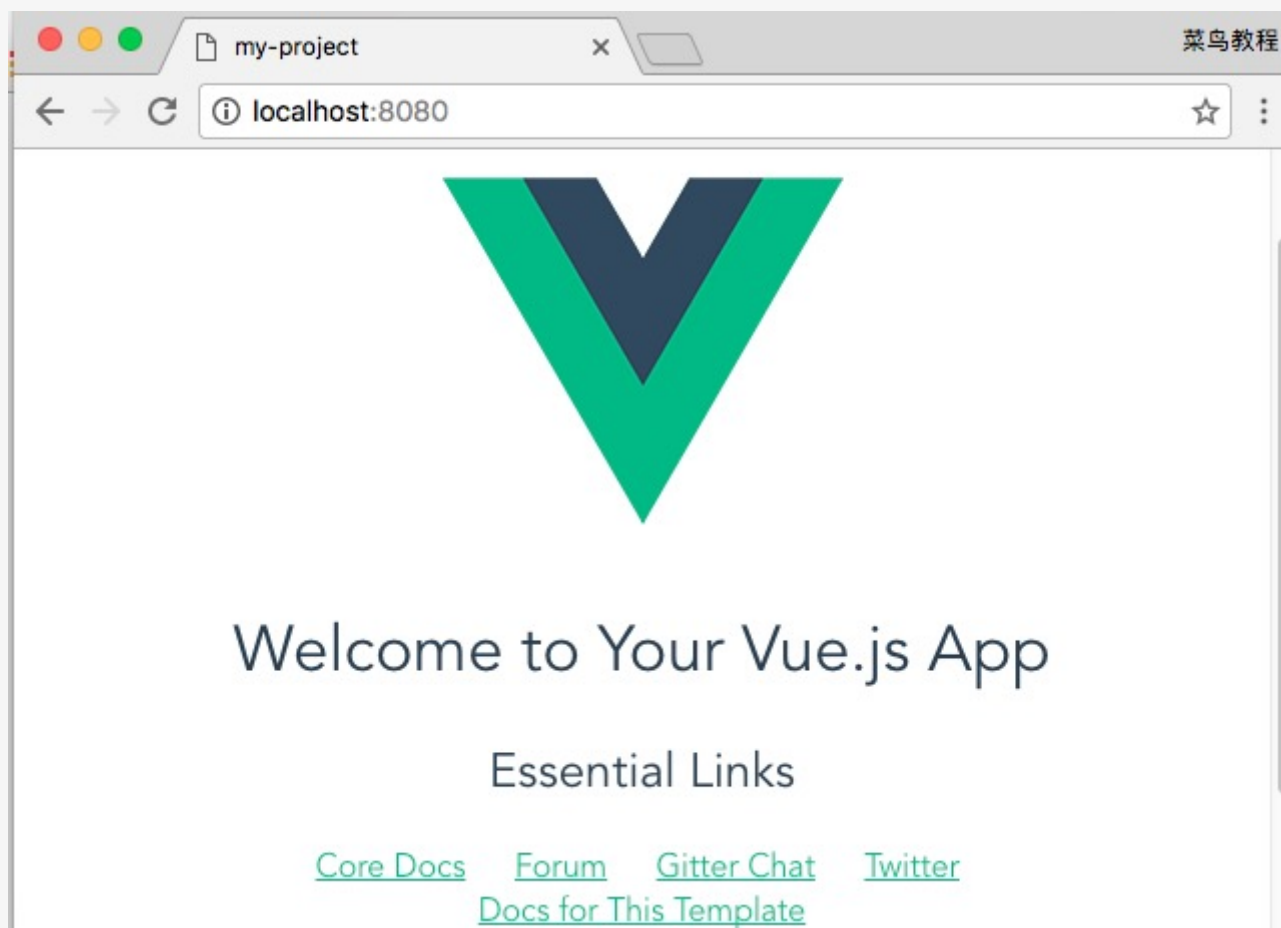 my-project
菜鸟教程
localhost:8080
Welcome to Your Vue.js App
Essential Links
Core Docs Forum Gitter Chat Twitter
Docs for This Template